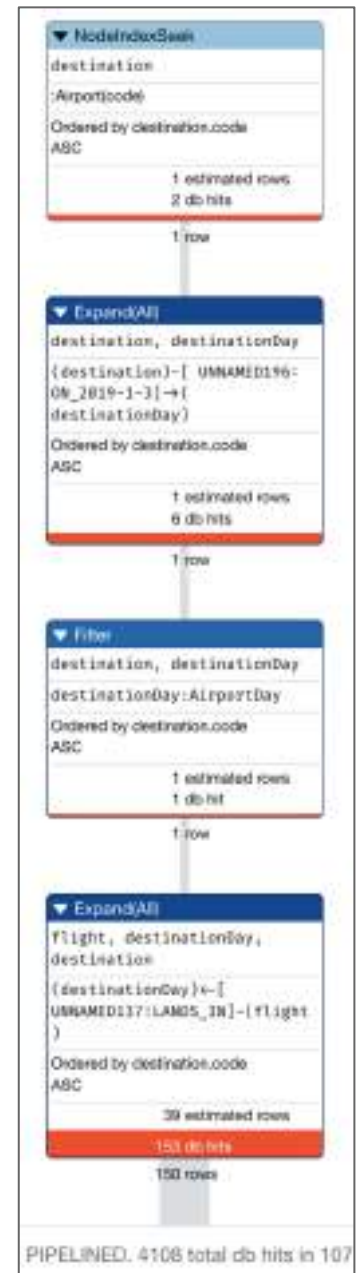 ▼ NodeIndexSeek
destination
:Airport(code)
Ordered by destination.code
ASC
1 estimated rows
2 db hits
1 row
▼ Expand(All)
destination, destinationDay
(destination)-[ UNNAMED196:
ON_2019-1-3]→(
destinationDay)
Ordered by destination.code
ASC
1 estimated rows
6 db hits
1 row
▼ Filter
destination, destinationDay
destinationDay:AirportDay
Ordered by destination.code
ASC
1 estimated rows
1 db hit
1 row
▼ Expand(All)
flight, destinationDay,
destination
(destinationDay)←[
UNNAMED137:LANDS_IN]-(flight
)
Ordered by destination.code
ASC
39 estimated rows
153 db hits
150 rows
PIPELINED. 4108 total db hits in 107